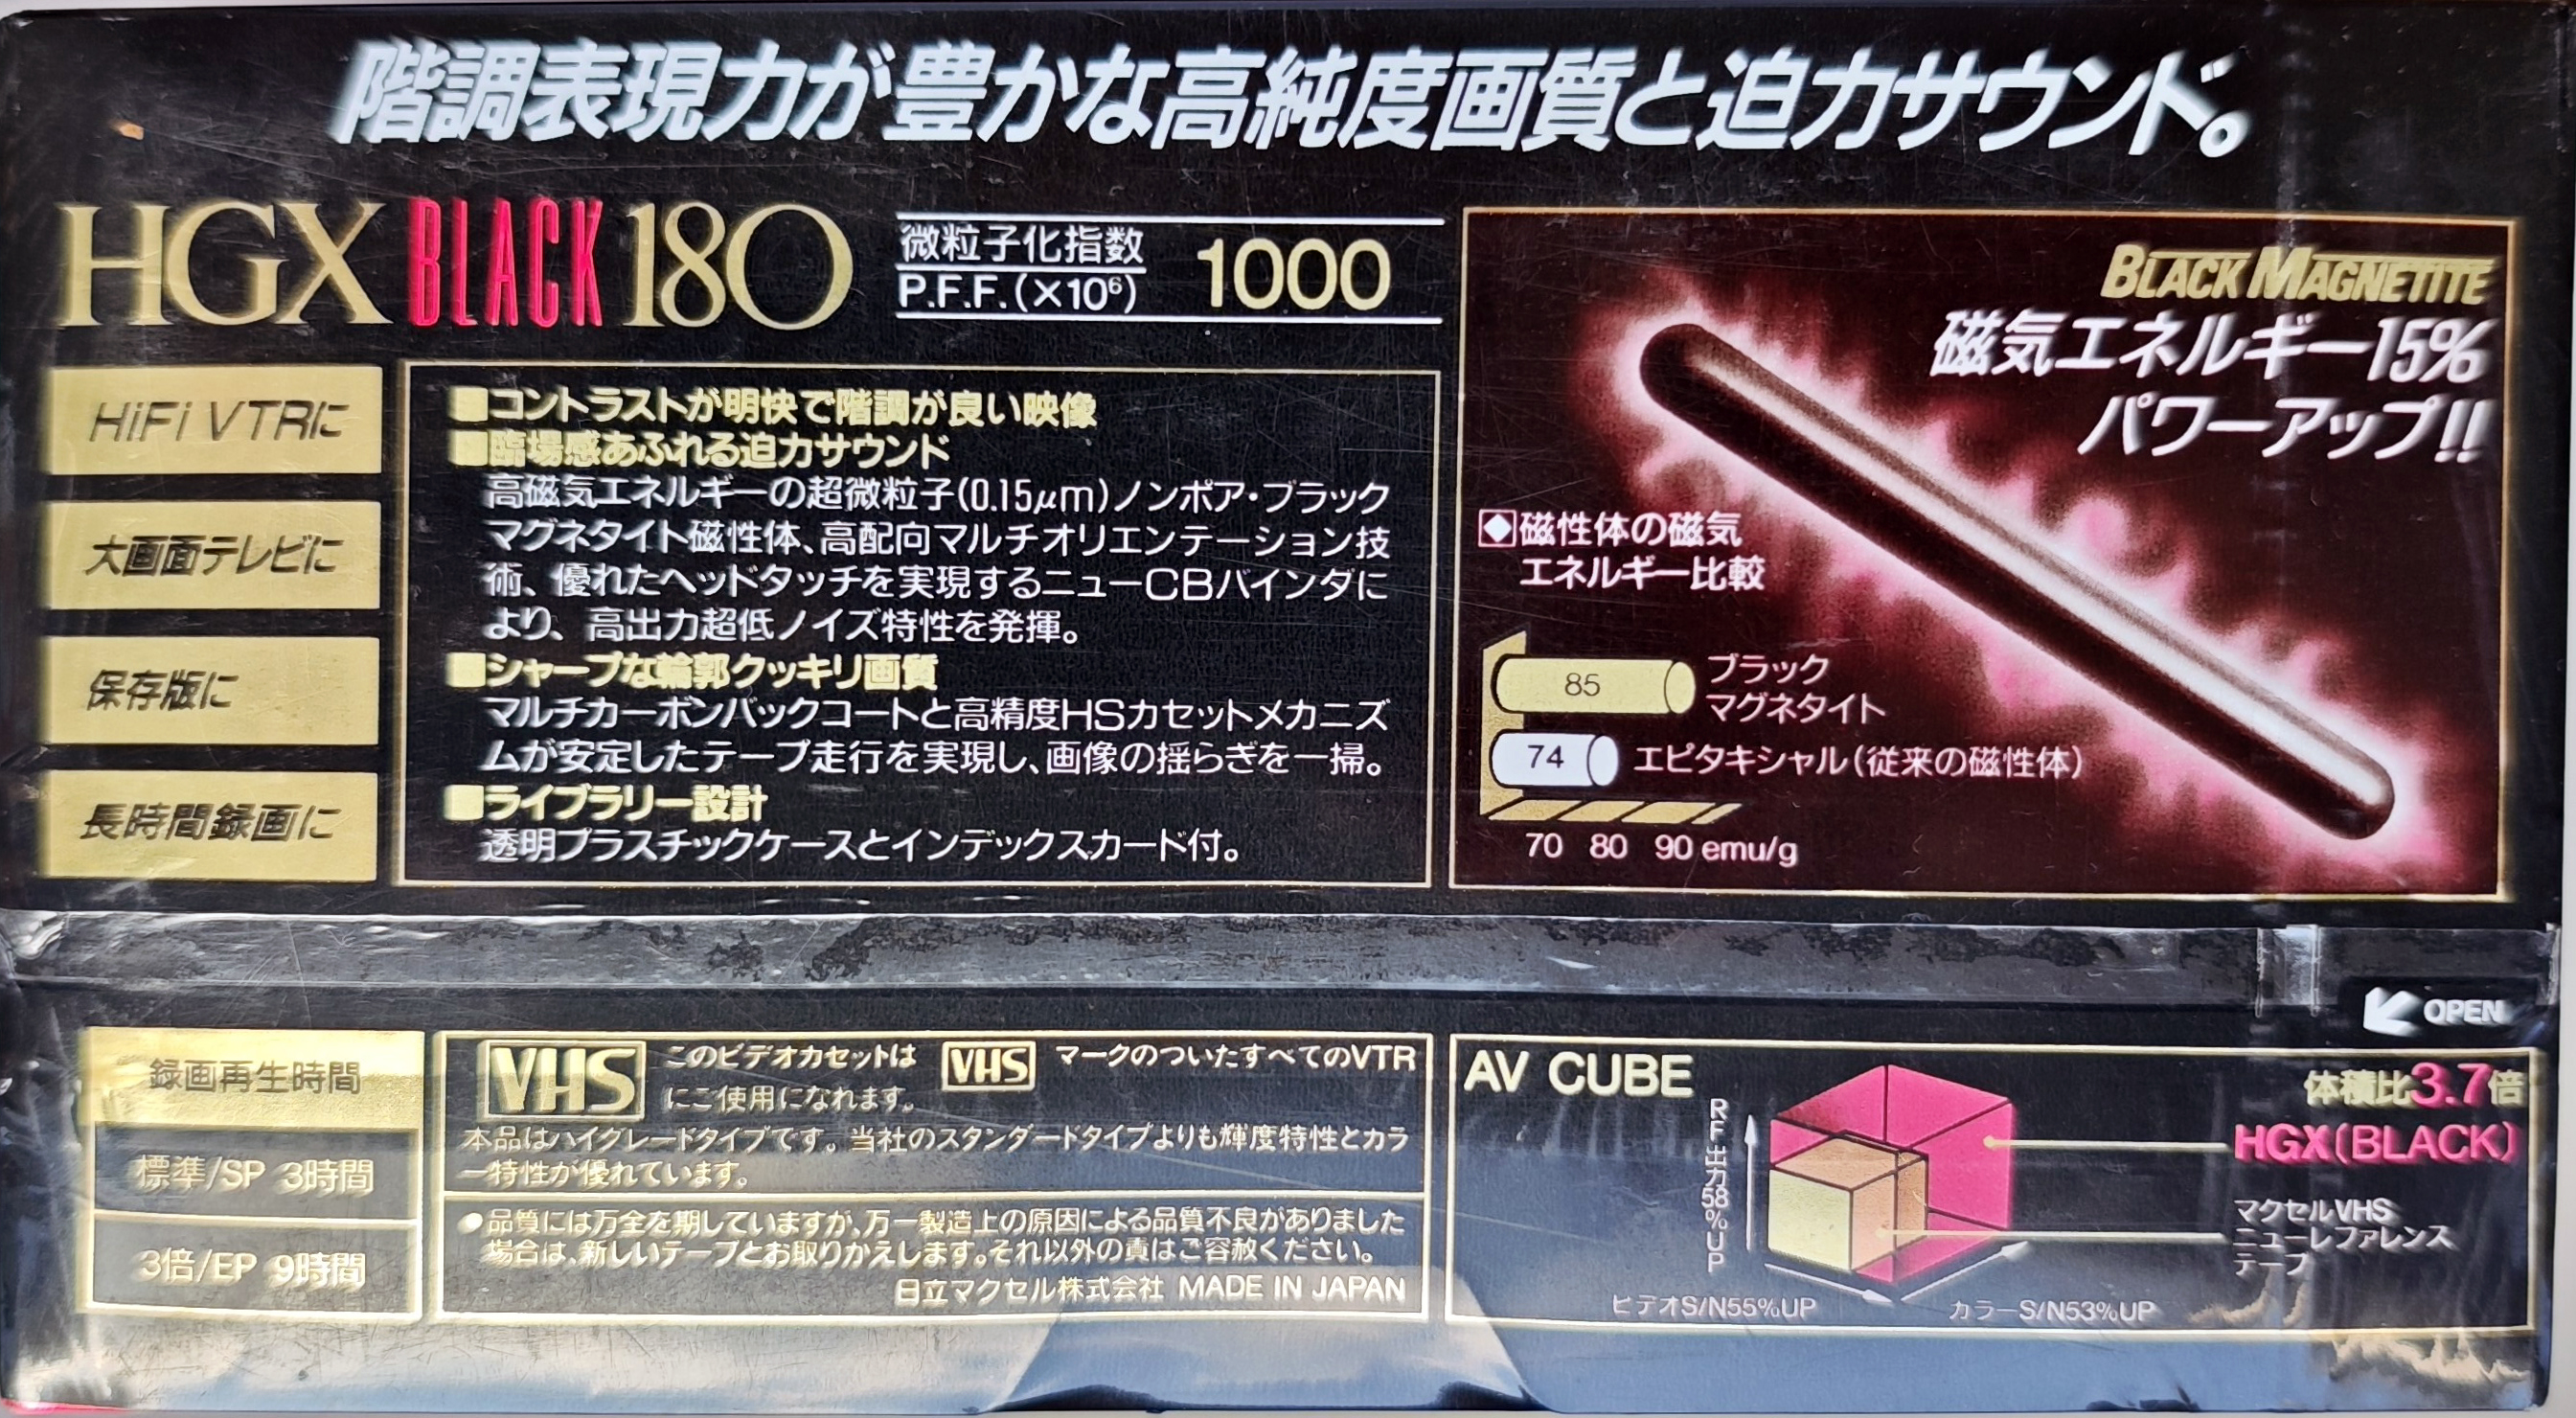 階調表現力が豊かな高純度画質と迫力サウンド。
HGX BLACK 180
微粒子化指数
P.F.F.(×10⁶)
1000
HiFi VTRに
大画面テレビに
保存版に
長時間録画に
■コントラストが明快で階調が良い映像
■臨場感あふれる迫力サウンド
高磁気エネルギーの超微粒子(0.15μm)ノンポア・ブラック
マグネタイト磁性体、高配向マルチオリエンテーション技
術、優れたヘッドタッチを実現するニューCBバインダに
より、高出力超低ノイズ特性を発揮。
■シャープな輪郭クッキリ画質
マルチカーボンバックコートと高精度HSカセットメカニズ
ムが安定したテープ走行を実現し、画像の揺らぎを一掃。
■ライブラリー設計
透明プラスチックケースとインデックスカード付。
BLACK MAGNETITE
磁気エネルギー15%
パワーアップ!!
磁性体の磁気
エネルギー比較
85
ブラック
マグネタイト
74
エピタキシャル(従来の磁性体)
70 80 90 emu/g
OPEN
録画再生時間
標準/SP 3時間
3倍/EP 9時間
VHS このビデオカセットは VHS マークのついたすべてのVTR
にご使用になれます。
本品はハイグレードタイプです。当社のスタンダードタイプよりも輝度特性とカラ
ー特性が優れています。
●品質には万全を期していますが、万一製造上の原因による品質不良がありました
場合は、新しいテープとお取りかえします。それ以外の責はご容赦ください。
日立マクセル株式会社 MADE IN JAPAN
AV CUBE
体積比3.7倍
HGX(BLACK)
マクセルVHS
ニューレファレンス
テープ
RF出力58%UP
ビデオS/N55%UP
カラーS/N53%UP